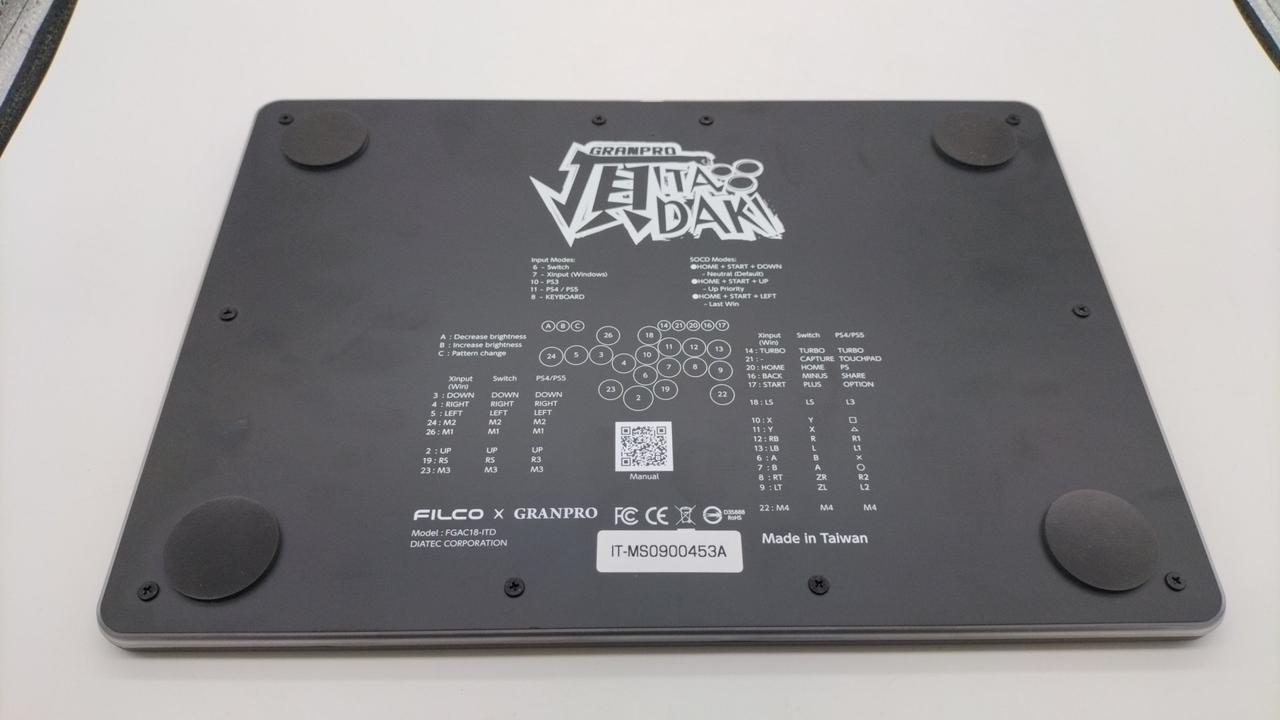 GRANPRO
ITA
DAKI
Input Modes:
6 - Switch
7 - Xinput (Windows)
10 - PS3
11 - PS4 / PS5
8 - KEYBOARD
SOCD Modes:
●HOME + START + DOWN
- Neutral (Default)
●HOME + START + UP
- Up Priority
●HOME + START + LEFT
- Last Win
A : Decrease brightness
B : Increase brightness
C : Pattern change
A B C 26 18 14 21 20 16 17
24 5 3 4 10 11 12 13
6 7 8 9
23 2 19 22
Xinput (Win) Switch PS4/PS5
3 : DOWN DOWN DOWN
4 : RIGHT RIGHT RIGHT
5 : LEFT LEFT LEFT
24 : M2 M2 M2
26 : M1 M1 M1
2 : UP UP UP
19 : RS RS R3
23 : M3 M3 M3
Xinput (Win) Switch PS4/PS5
14 : TURBO TURBO TURBO
21 : - CAPTURE TOUCHPAD
20 : HOME HOME PS
16 : BACK MINUS SHARE
17 : START PLUS OPTION
18 : LS LS L3
10 : X Y □
11 : Y X △
12 : RB R R1
13 : LB L L1
6 : A B ×
7 : B A ○
8 : RT ZR R2
9 : LT ZL L2
22 : M4 M4 M4
Manual
FILCO X GRANPRO
FC CE D35888 RoHS
Model : FGAC18-ITD
DIATEC CORPORATION
IT-MS0900453A
Made in Taiwan